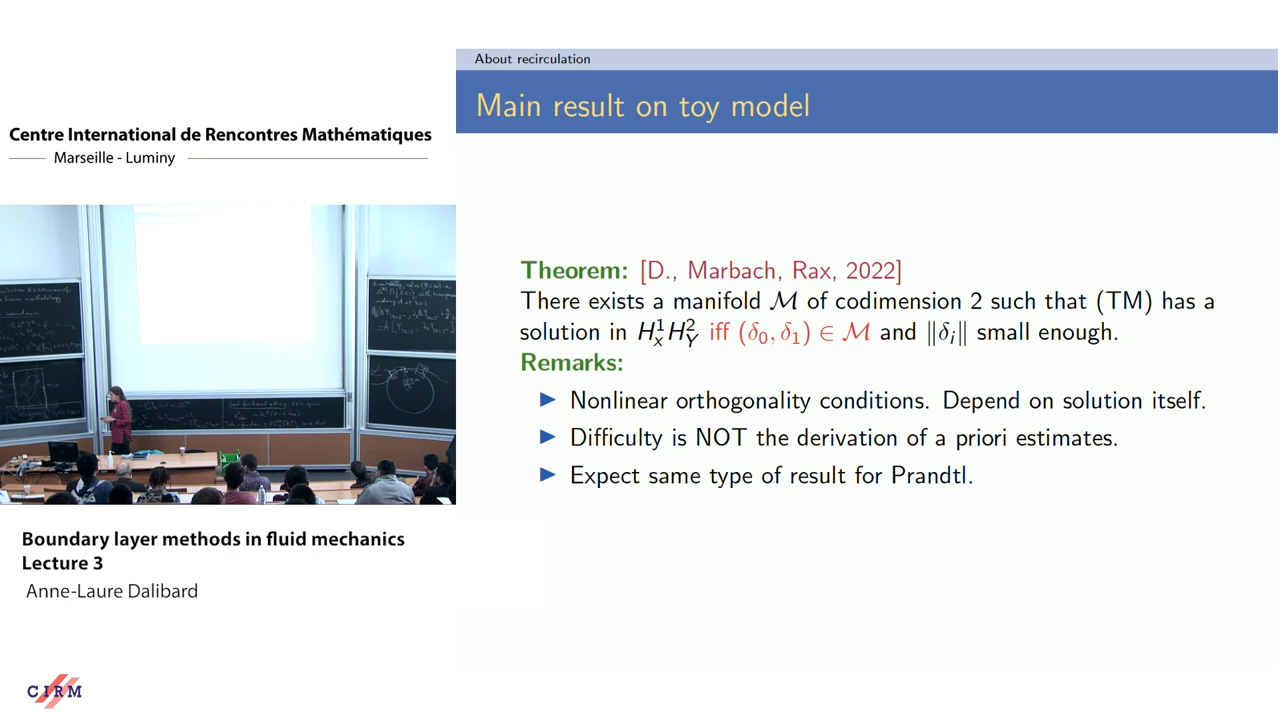 Centre International de Rencontres Mathématiques
Marseille - Luminy
Boundary layer methods in fluid mechanics
Lecture 3
Anne-Laure Dalibard
CIRM
About recirculation
Main result on toy model
Theorem: [D., Marbach, Rax, 2022]
There exists a manifold ℳ of codimension 2 such that (TM) has a
solution in H¹ₓH²_Y iff (δ₀, δ₁) ∈ ℳ and ‖δᵢ‖ small enough.
Remarks:
▶ Nonlinear orthogonality conditions. Depend on solution itself.
▶ Difficulty is NOT the derivation of a priori estimates.
▶ Expect same type of result for Prandtl.